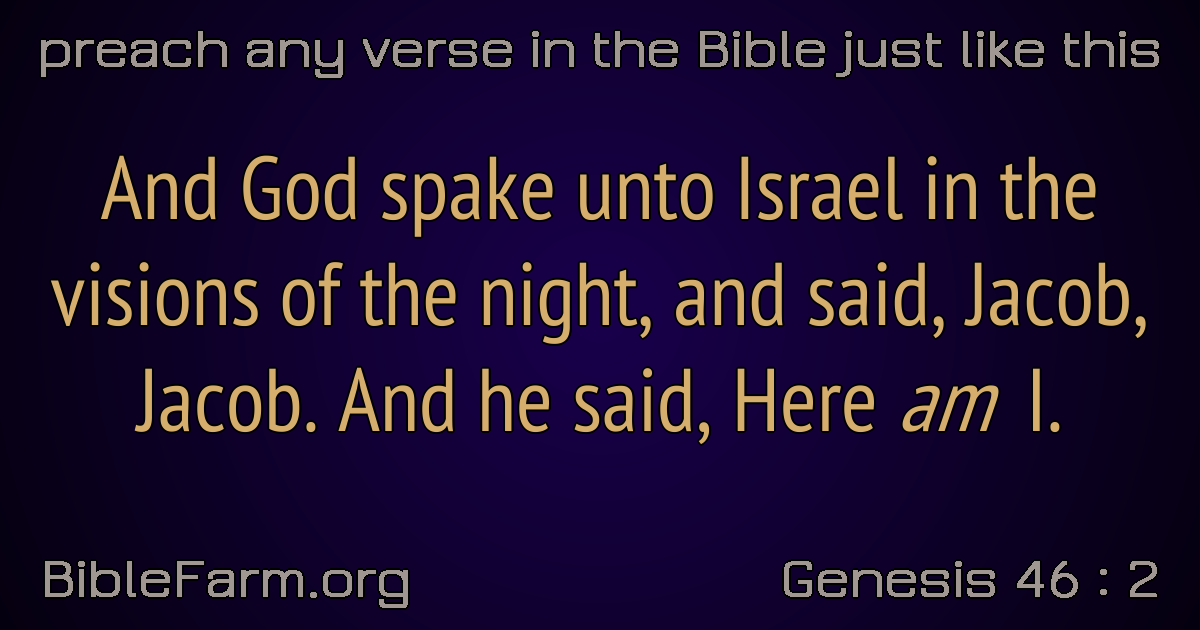 preach any verse in the Bible just like this
And God spake unto Israel in the
visions of the night, and said, Jacob,
Jacob. And he said, Here am I.
BibleFarm.org
Genesis 46 : 2